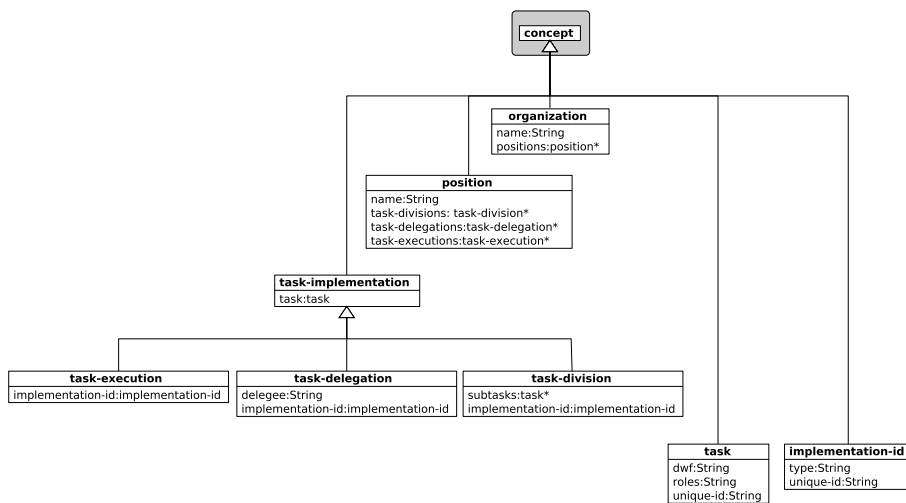 concept
organization
name:String
positions:position*
position
name:String
task-divisions: task-division*
task-delegations:task-delegation*
task-executions:task-execution*
task-implementation
task:task
task-execution
implementation-id:implementation-id
task-delegation
delegee:String
implementation-id:implementation-id
task-division
subtasks:task*
implementation-id:implementation-id
task
dwf:String
roles:String
unique-id:String
implementation-id
type:String
unique-id:String